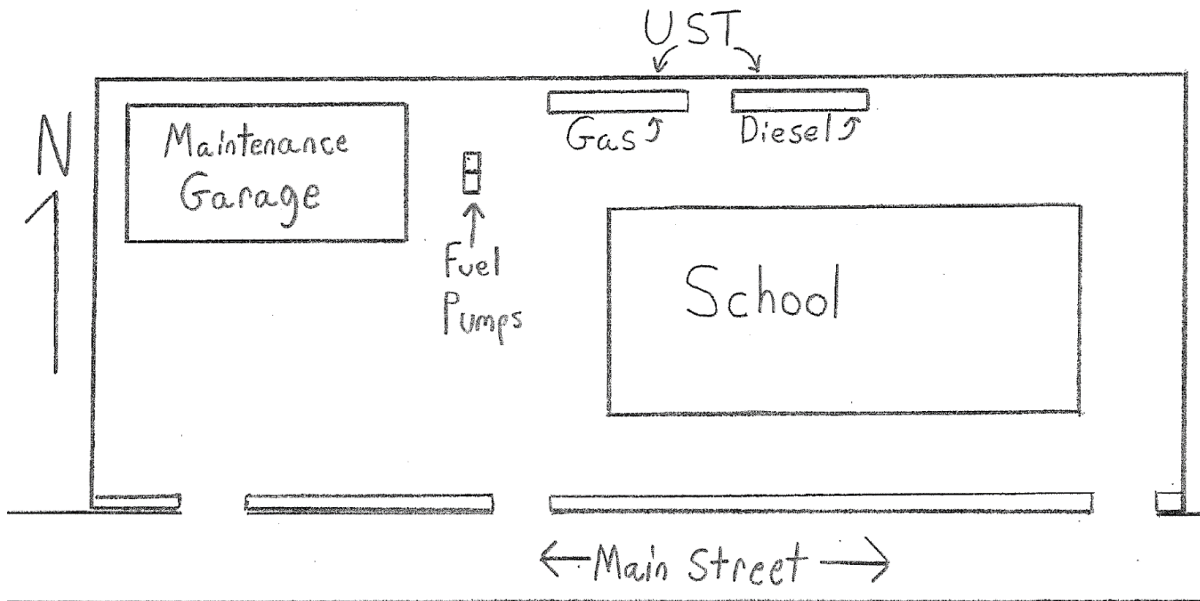 UST
N
Maintenance
Garage
Gas
Diesel
Fuel
Pumps
School
Main Street